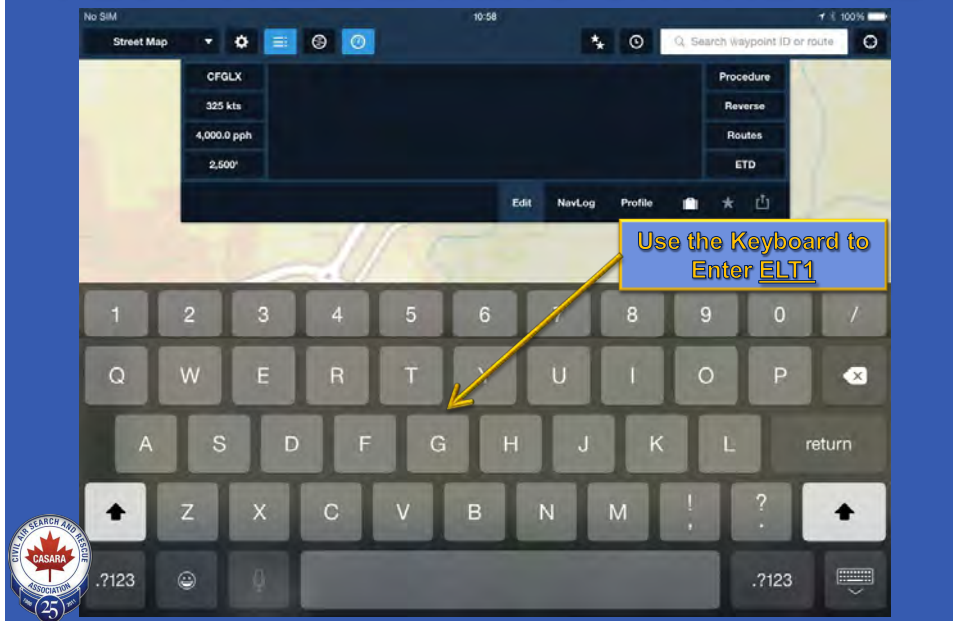 No SIM 10:58 100%
Street Map Search waypoint ID or route
CFGLX Procedure
325 kts Reverse
4,000.0 pph Routes
2,500' ETD
Edit NavLog Profile
Use the Keyboard to
Enter ELT1
1 2 3 4 5 6 7 8 9 0 /
Q W E R T Y U I O P
A S D F G H J K L return
Z X C V B N M ! , ? .
.?123 .?123
CIVIL AIR SEARCH AND RESCUE
CASARA
ASSOCIATION
25